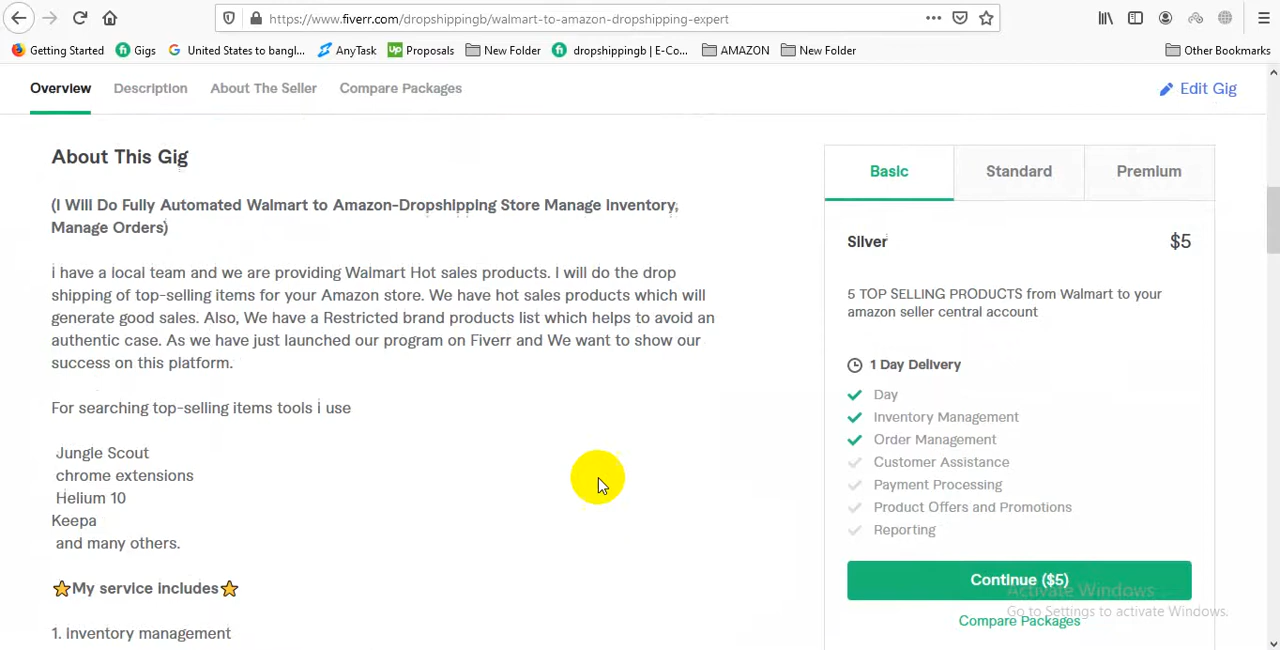 https://www.fiverr.com/dropshippingb/walmart-to-amazon-dropshipping-expert
Getting Started
Gigs
United States to bangl...
AnyTask
Proposals
New Folder
dropshippingb | E-Co...
AMAZON
New Folder
Other Bookmarks
Overview
Description
About The Seller
Compare Packages
Edit Gig
About This Gig
(I Will Do Fully Automated Walmart to Amazon-Dropshipping Store Manage inventory,
Manage Orders)
i have a local team and we are providing Walmart Hot sales products. I will do the drop
shipping of top-selling items for your Amazon store. We have hot sales products which will
generate good sales. Also, We have a Restricted brand products list which helps to avoid an
authentic case. As we have just launched our program on Fiverr and We want to show our
success on this platform.
For searching top-selling items tools i use
Jungle Scout
chrome extensions
Helium 10
Keepa
and many others.
⭐My service includes⭐
1. inventory management
Basic
Standard
Premium
Silver
$5
5 TOP SELLING PRODUCTS from Walmart to your
amazon seller central account
1 Day Delivery
Day
Inventory Management
Order Management
Customer Assistance
Payment Processing
Product Offers and Promotions
Reporting
Continue ($5)
Compare Packages
Activate Windows
Go to Settings to activate Windows.